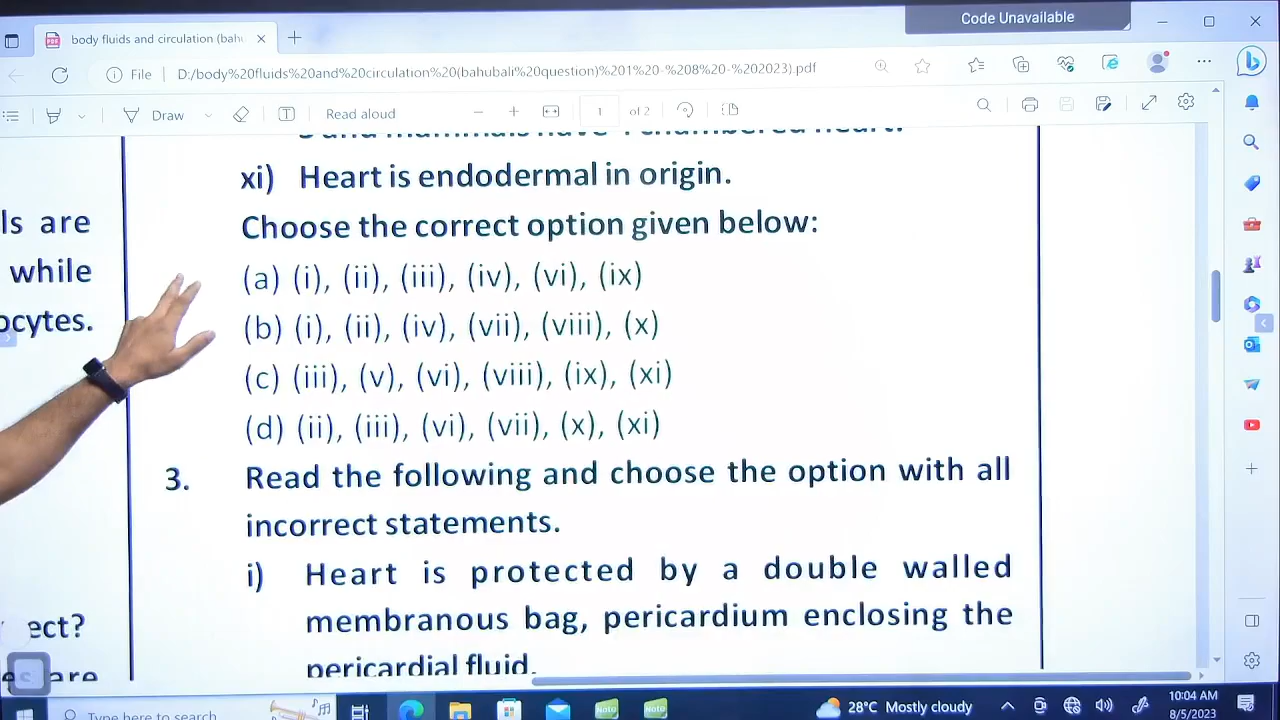 Code Unavailable
body fluids and circulation (bahu
File
D:/body%20fluids%20and%20circulation%20(bahubali%20question)%201%20-%208%20-%202023).pdf
Draw
Read aloud
1
of 2
xi) Heart is endodermal in origin.
Choose the correct option given below:
(a) (i), (ii), (iii), (iv), (vi), (ix)
(b) (i), (ii), (iv), (vii), (viii), (x)
(c) (iii), (v), (vi), (viii), (ix), (xi)
(d) (ii), (iii), (vi), (vii), (x), (xi)
3. Read the following and choose the option with all
incorrect statements.
i) Heart is protected by a double walled
membranous bag, pericardium enclosing the
pericardial fluid.
ls are
while
ocytes.
ect?
are
Type here to search
Note
Note
28°C Mostly cloudy
10:04 AM
8/5/2023